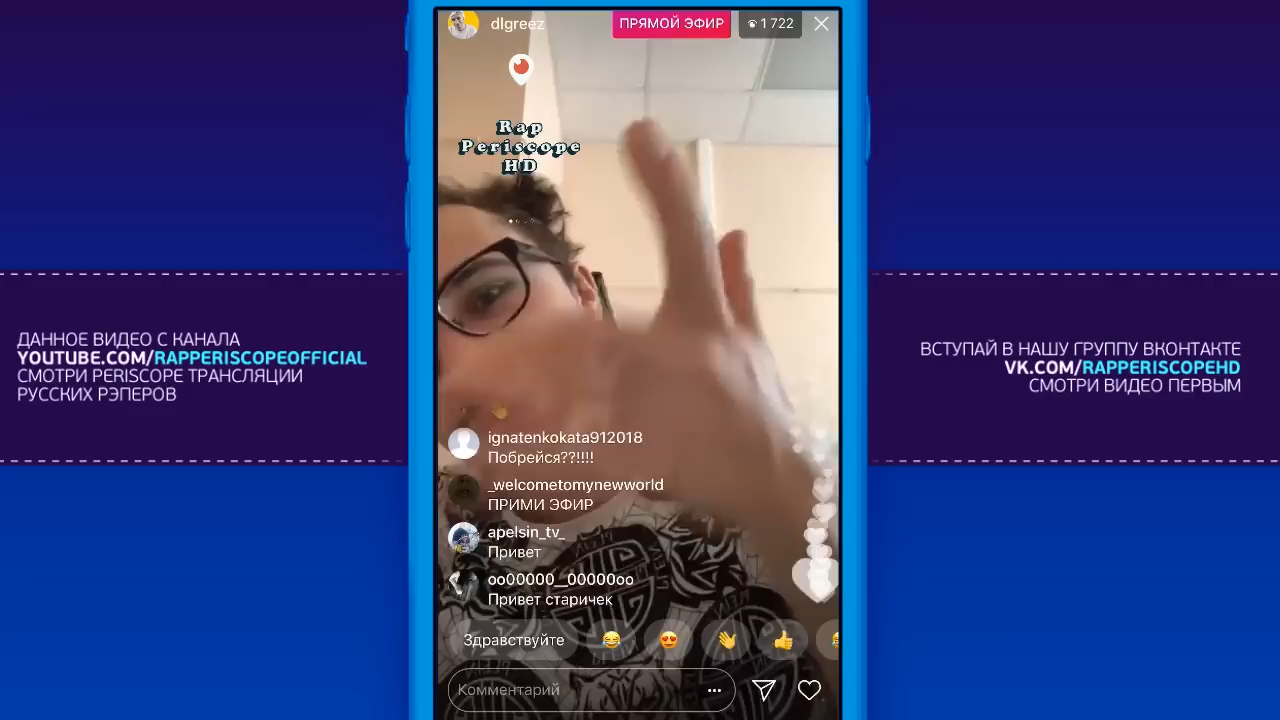 dlgreez
ПРЯМОЙ ЭФИР
1 722
Rap
Periscope
HD
ДАННОЕ ВИДЕО С КАНАЛА
YOUTUBE.COM/RAPPERISCOPEOFFICIAL
СМОТРИ PERISCOPE ТРАНСЛЯЦИИ
РУССКИХ РЭПЕРОВ
ВСТУПАЙ В НАШУ ГРУППУ ВКОНТАКТЕ
VK.COM/RAPPERISCOPEHD
СМОТРИ ВИДЕО ПЕРВЫМ
ignatenkokata912018
Побрейся??!!!!
_welcometomynewworld
ПРИМИ ЭФИР
apelsin_tv_
Привет
oo00000__00000oo
Привет старичек
Здравствуйте
Комментарий